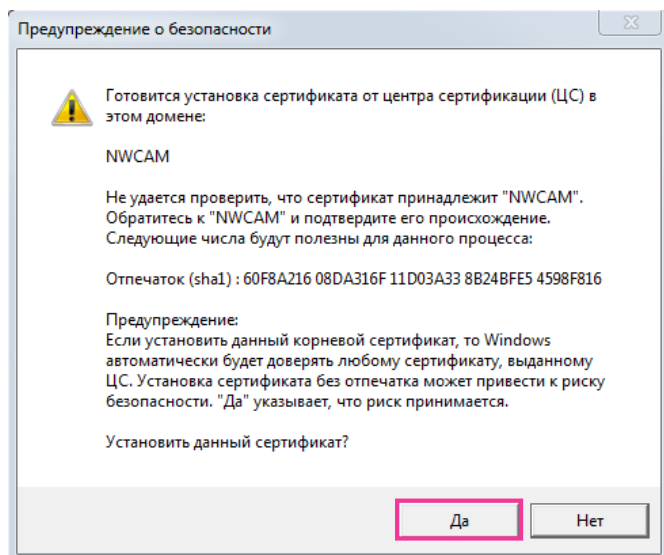 Предупреждение о безопасности
Готовится установка сертификата от центра сертификации (ЦС) в
этом домене:
NWCAM
Не удается проверить, что сертификат принадлежит "NWCAM".
Обратитесь к "NWCAM" и подтвердите его происхождение.
Следующие числа будут полезны для данного процесса:
Отпечаток (sha1) : 60F8A216 08DA316F 11D03A33 8B24BFE5 4598F816
Предупреждение:
Если установить данный корневой сертификат, то Windows
автоматически будет доверять любому сертификату, выданному
ЦС. Установка сертификата без отпечатка может привести к риску
безопасности. "Да" указывает, что риск принимается.
Установить данный сертификат?
Да
Нет